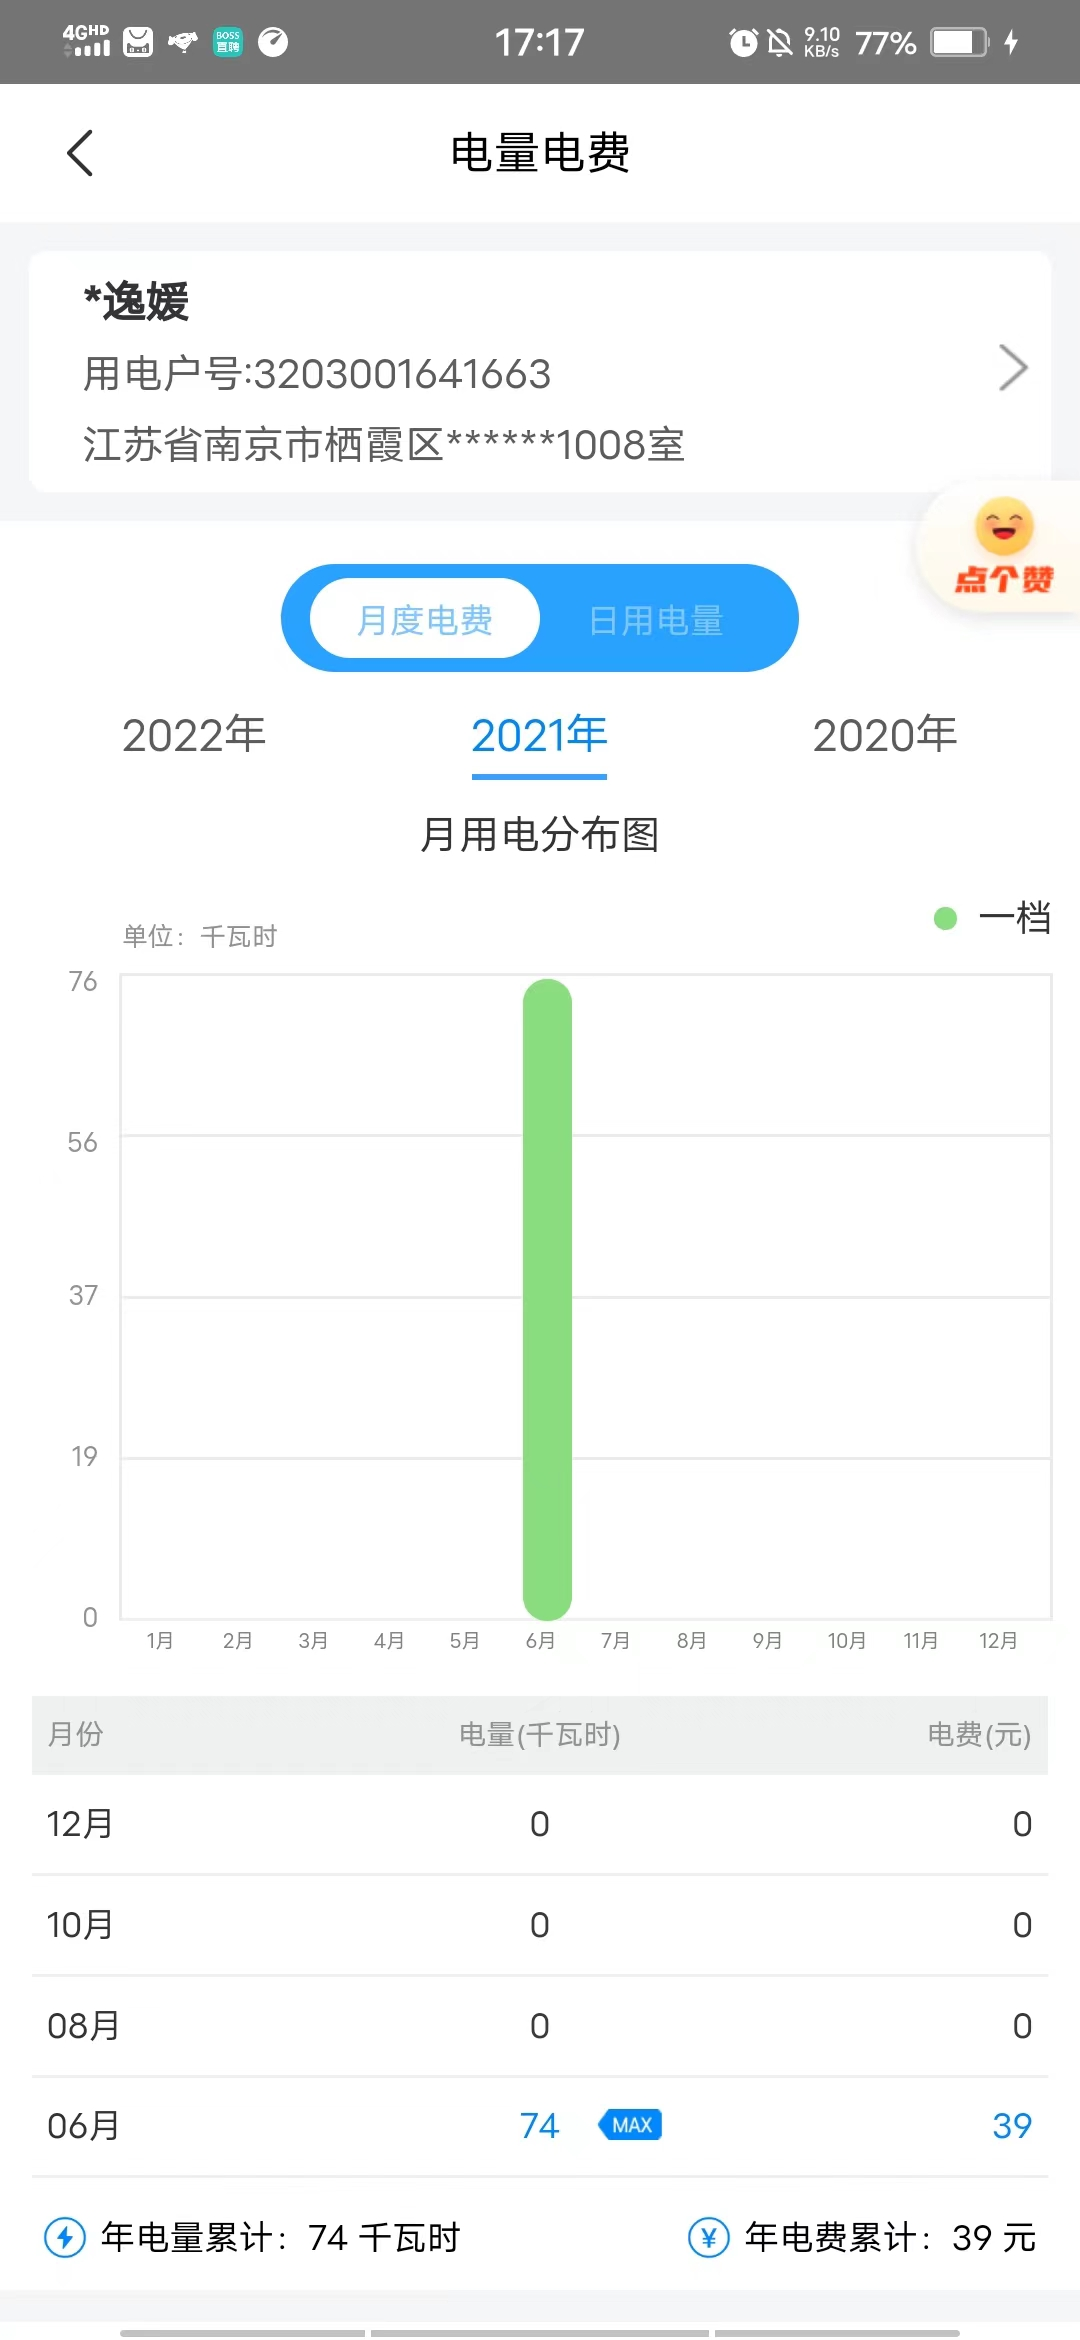 4GHD
BOSS
直聘
17:17
9.10
KB/s
77%
电量电费
*逸媛
用电户号:3203001641663
江苏省南京市栖霞区******1008室
点个赞
月度电费 日用电量
2022年 2021年 2020年
月用电分布图
单位：千瓦时
一档
76
56
37
19
0
1月 2月 3月 4月 5月 6月 7月 8月 9月 10月 11月 12月
月份 电量(千瓦时) 电费(元)
12月 0 0
10月 0 0
08月 0 0
06月 74 MAX 39
年电量累计：74 千瓦时 ¥ 年电费累计：39 元